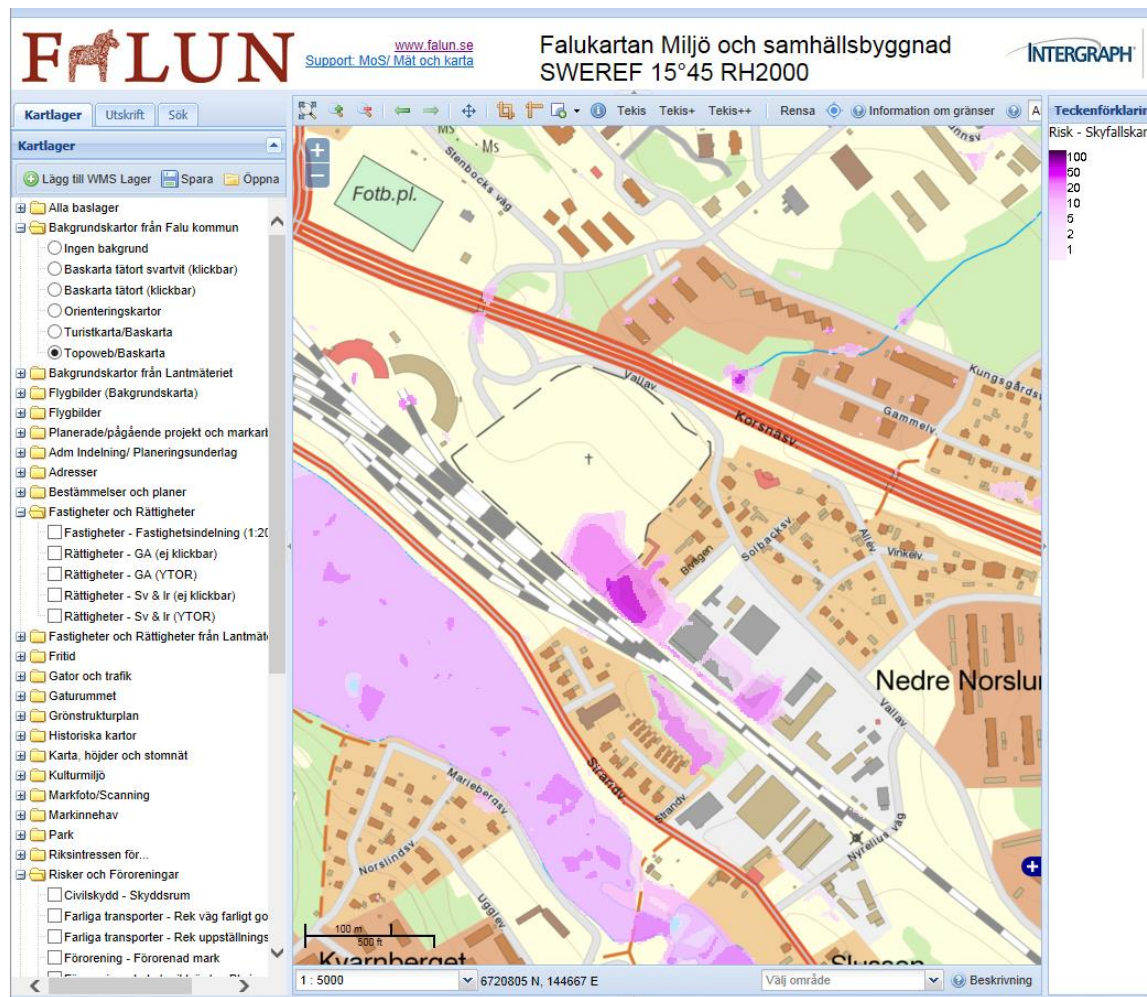 FALUN
www.falun.se
Support: MoS/ Mät och karta
Falukartan Miljö och samhällsbyggnad
SWEREF 15°45 RH2000
INTERGRAPH
Kartlager
Utskrift
Sök
Tekis
Tekis+
Tekis++
Rensa
Information om gränser
A
Teckenförklarin
Kartlager
Risk - Skyfallskar
Lägg till WMS Lager
Spara
Öppna
100
50
20
10
5
2
1
Alla baslager
Bakgrundskartor från Falu kommun
Ingen bakgrund
Baskarta tätort svartvit (klickbar)
Baskarta tätort (klickbar)
Orienteringskartor
Turistkarta/Baskarta
Topoweb/Baskarta
Bakgrundskartor från Lantmäteriet
Flygbilder (Bakgrundskarta)
Flygbilder
Planerade/pågående projekt och markarb
Adm Indelning/ Planeringsunderlag
Adresser
Bestämmelser och planer
Fastigheter och Rättigheter
Fastigheter - Fastighetsindelning (1:20
Rättigheter - GA (ej klickbar)
Rättigheter - GA (YTOR)
Rättigheter - Sv & lr (ej klickbar)
Rättigheter - Sv & lr (YTOR)
Fastigheter och Rättigheter från Lantmäte
Fritid
Gator och trafik
Gaturummet
Grönstrukturplan
Historiska kartor
Karta, höjder och stomnät
Kulturmiljö
Markfoto/Scanning
Markinnehav
Park
Riksintressen för...
Risker och Föroreningar
Civilskydd - Skyddsrum
Farliga transporter - Rek väg farligt go
Farliga transporter - Rek uppställnings
Förorening - Förorenad mark
Ms
Ms
Stenbocks väg
Fotb.pl.
Vallav.
Korsnäsv.
Kungsgårdsv
Gammelv.
Allév.
Vinkelv.
Solbacksv
Bivägen
Nedre Norslun
Vallav
Strandv
Strandv.
Mariebergsv.
Norslindsv.
Nyrelius väg
Ugglev
Kvarnberget
Slussen
100 m
500 ft
1 : 5000
6720805 N, 144667 E
Välj område
Beskrivning